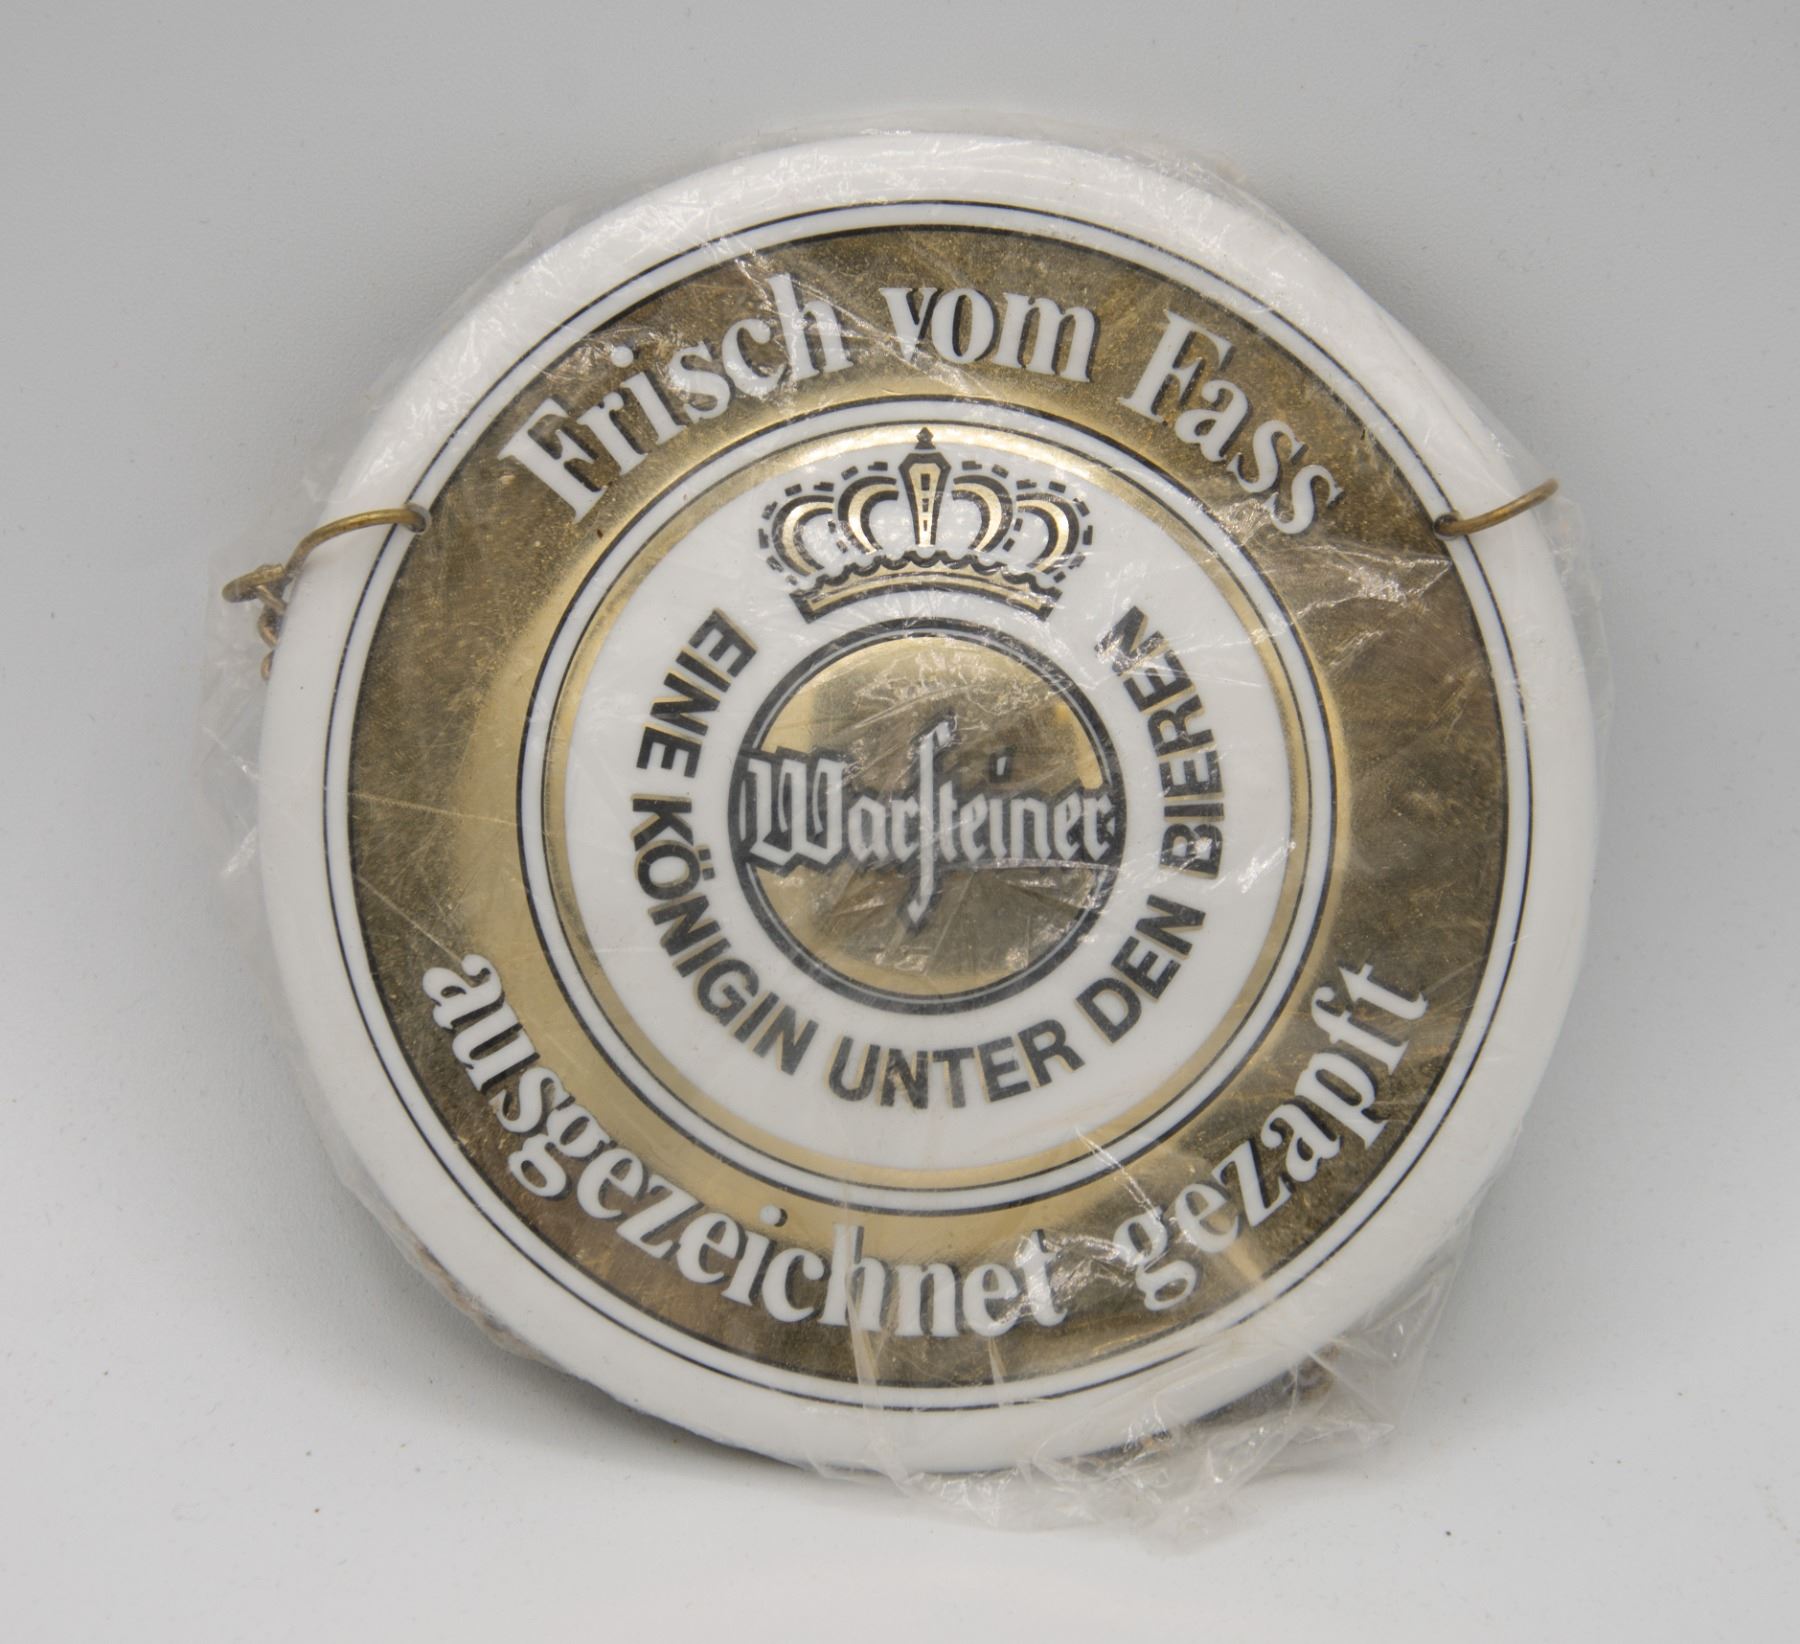 Frisch vom Fass
EINE KÖNIGIN UNTER DEN BIEREN
Warsteiner
ausgezeichnet gezapft